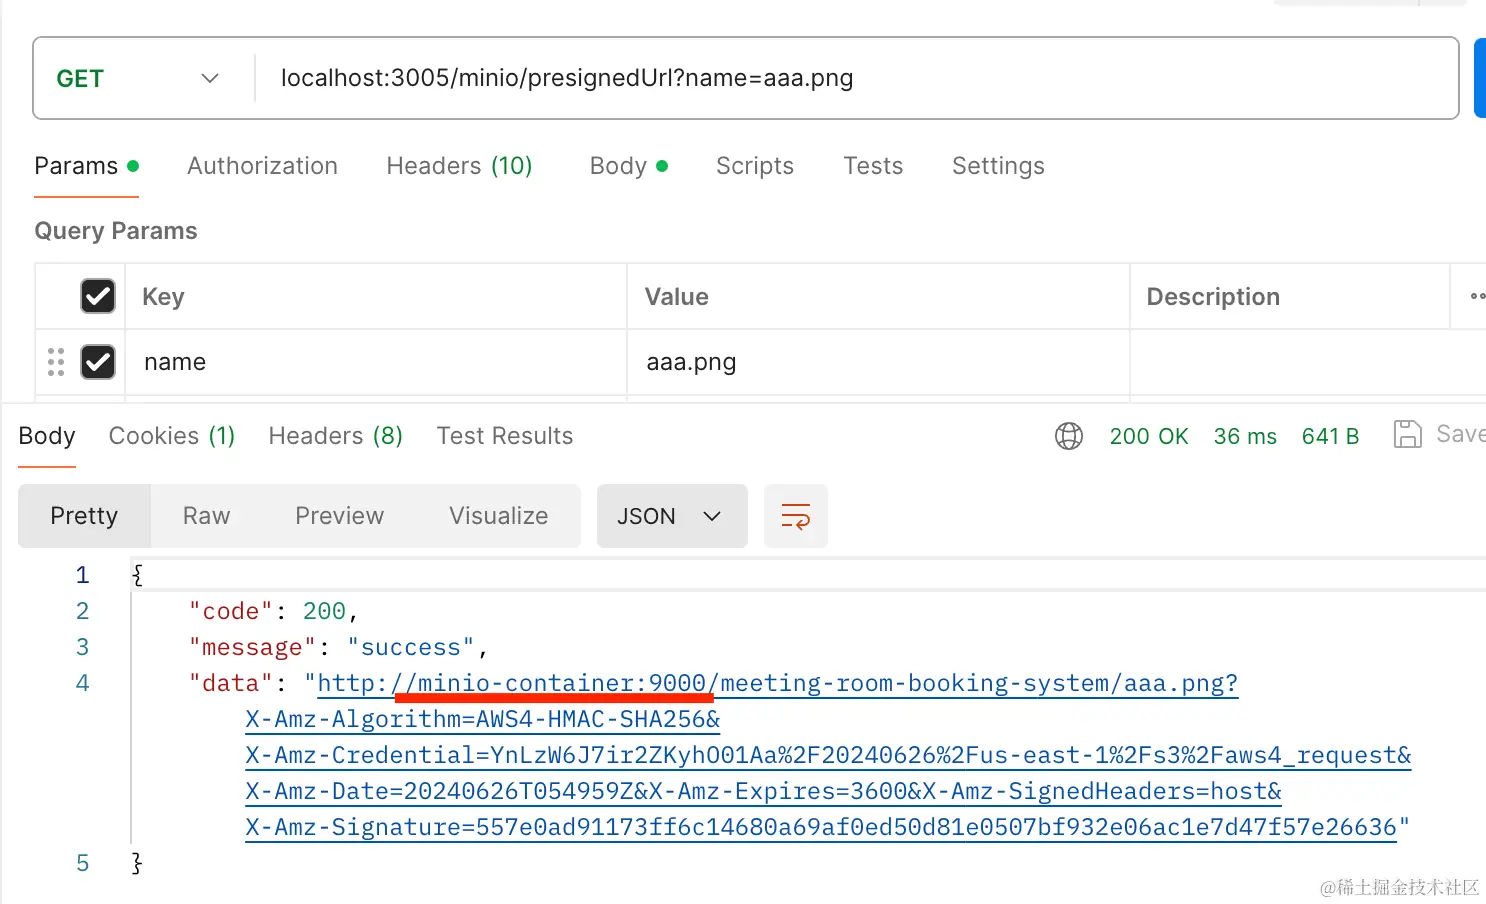 GET localhost:3005/minio/presignedUrl?name=aaa.png
Params Authorization Headers (10) Body Scripts Tests Settings
Query Params
Key Value Description
name aaa.png
Body Cookies (1) Headers (8) Test Results 200 OK 36 ms 641 B Save
Pretty Raw Preview Visualize JSON
1 {
2 "code": 200,
3 "message": "success",
4 "data": "http://minio-container:9000/meeting-room-booking-system/aaa.png?
X-Amz-Algorithm=AWS4-HMAC-SHA256&
X-Amz-Credential=YnLzW6J7ir2ZKyhO01Aa%2F20240626%2Fus-east-1%2Fs3%2Faws4_request&
X-Amz-Date=20240626T054959Z&X-Amz-Expires=3600&X-Amz-SignedHeaders=host&
X-Amz-Signature=557e0ad91173ff6c14680a69af0ed50d81e0507bf932e06ac1e7d47f57e26636"
5 }
@稀土掘金技术社区